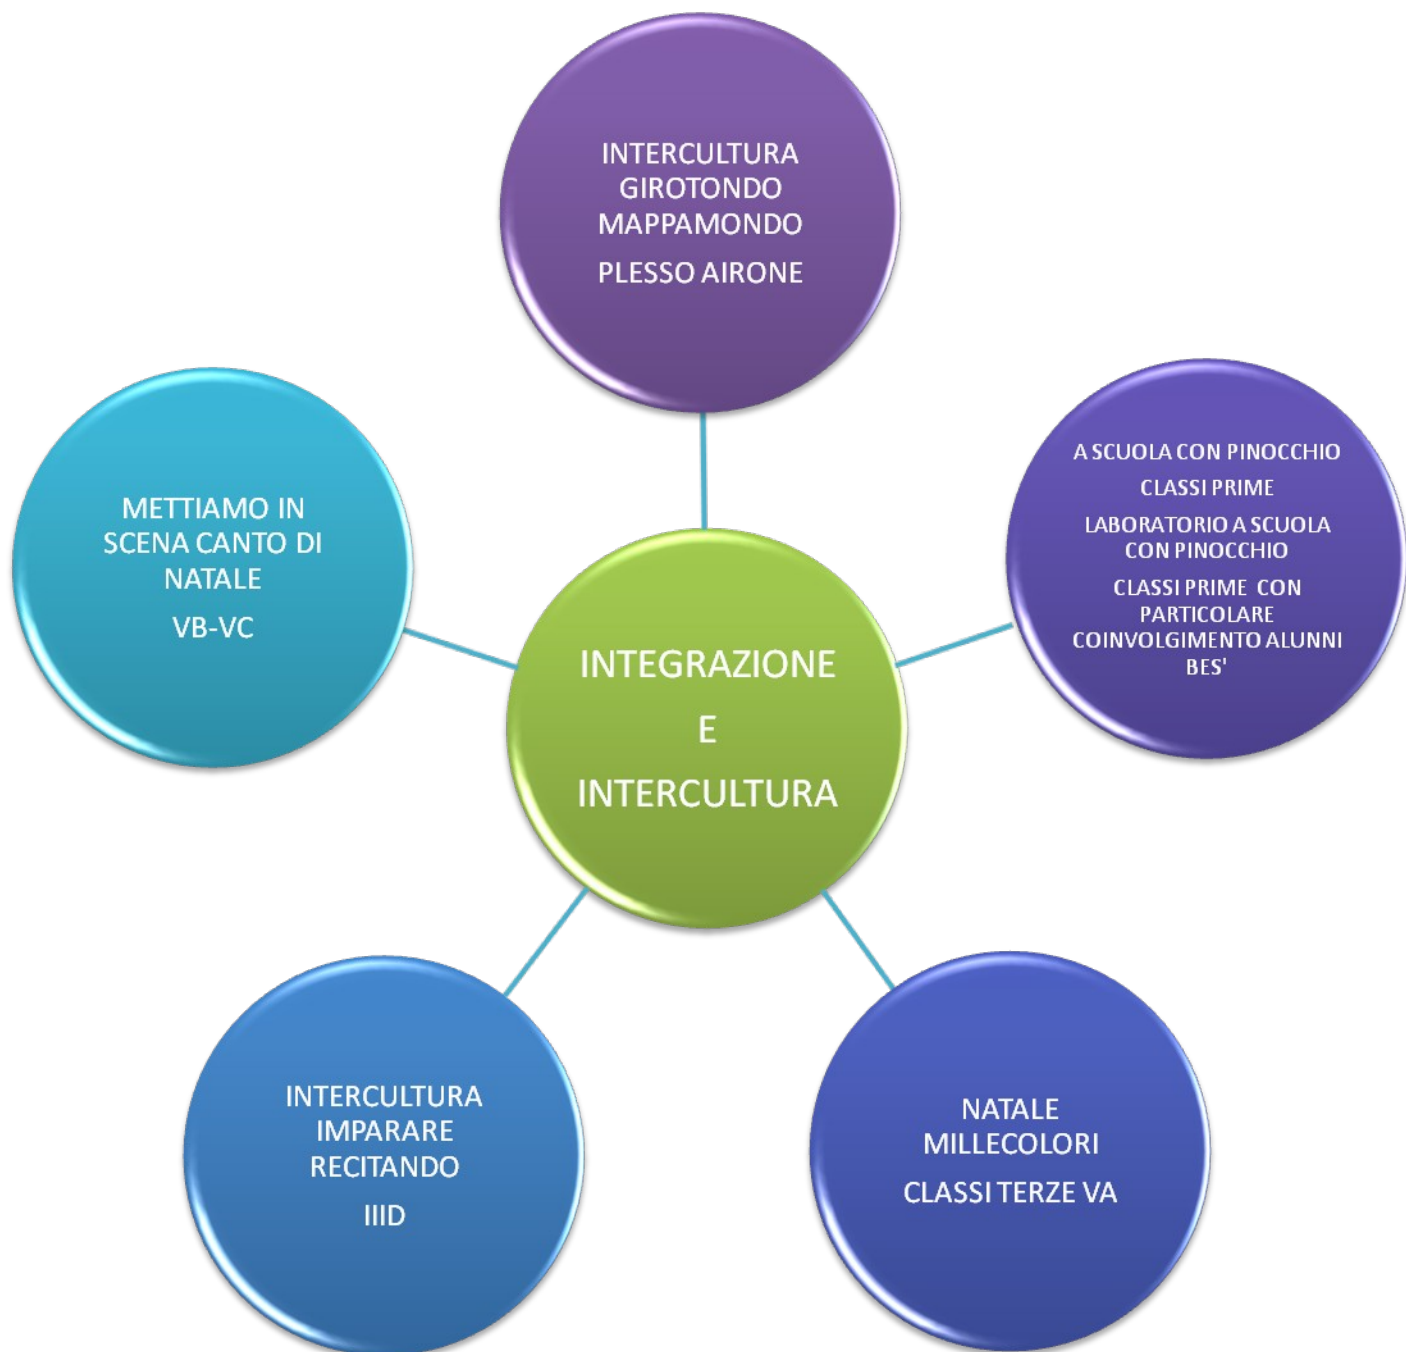 INTERCULTURA
GIROTONDO
MAPPAMONDO
PLESSO AIRONE
A SCUOLA CON PINOCCHIO
CLASSI PRIME
LABORATORIO A SCUOLA
CON PINOCCHIO
CLASSI PRIME CON
PARTICOLARE
COINVOLGIMENTO ALUNNI
BES'
METTIAMO IN
SCENA CANTO DI
NATALE
VB-VC
INTEGRAZIONE
E
INTERCULTURA
INTERCULTURA
IMPARARE
RECITANDO
IIID
NATALE
MILLECOLORI
CLASSI TERZE VA